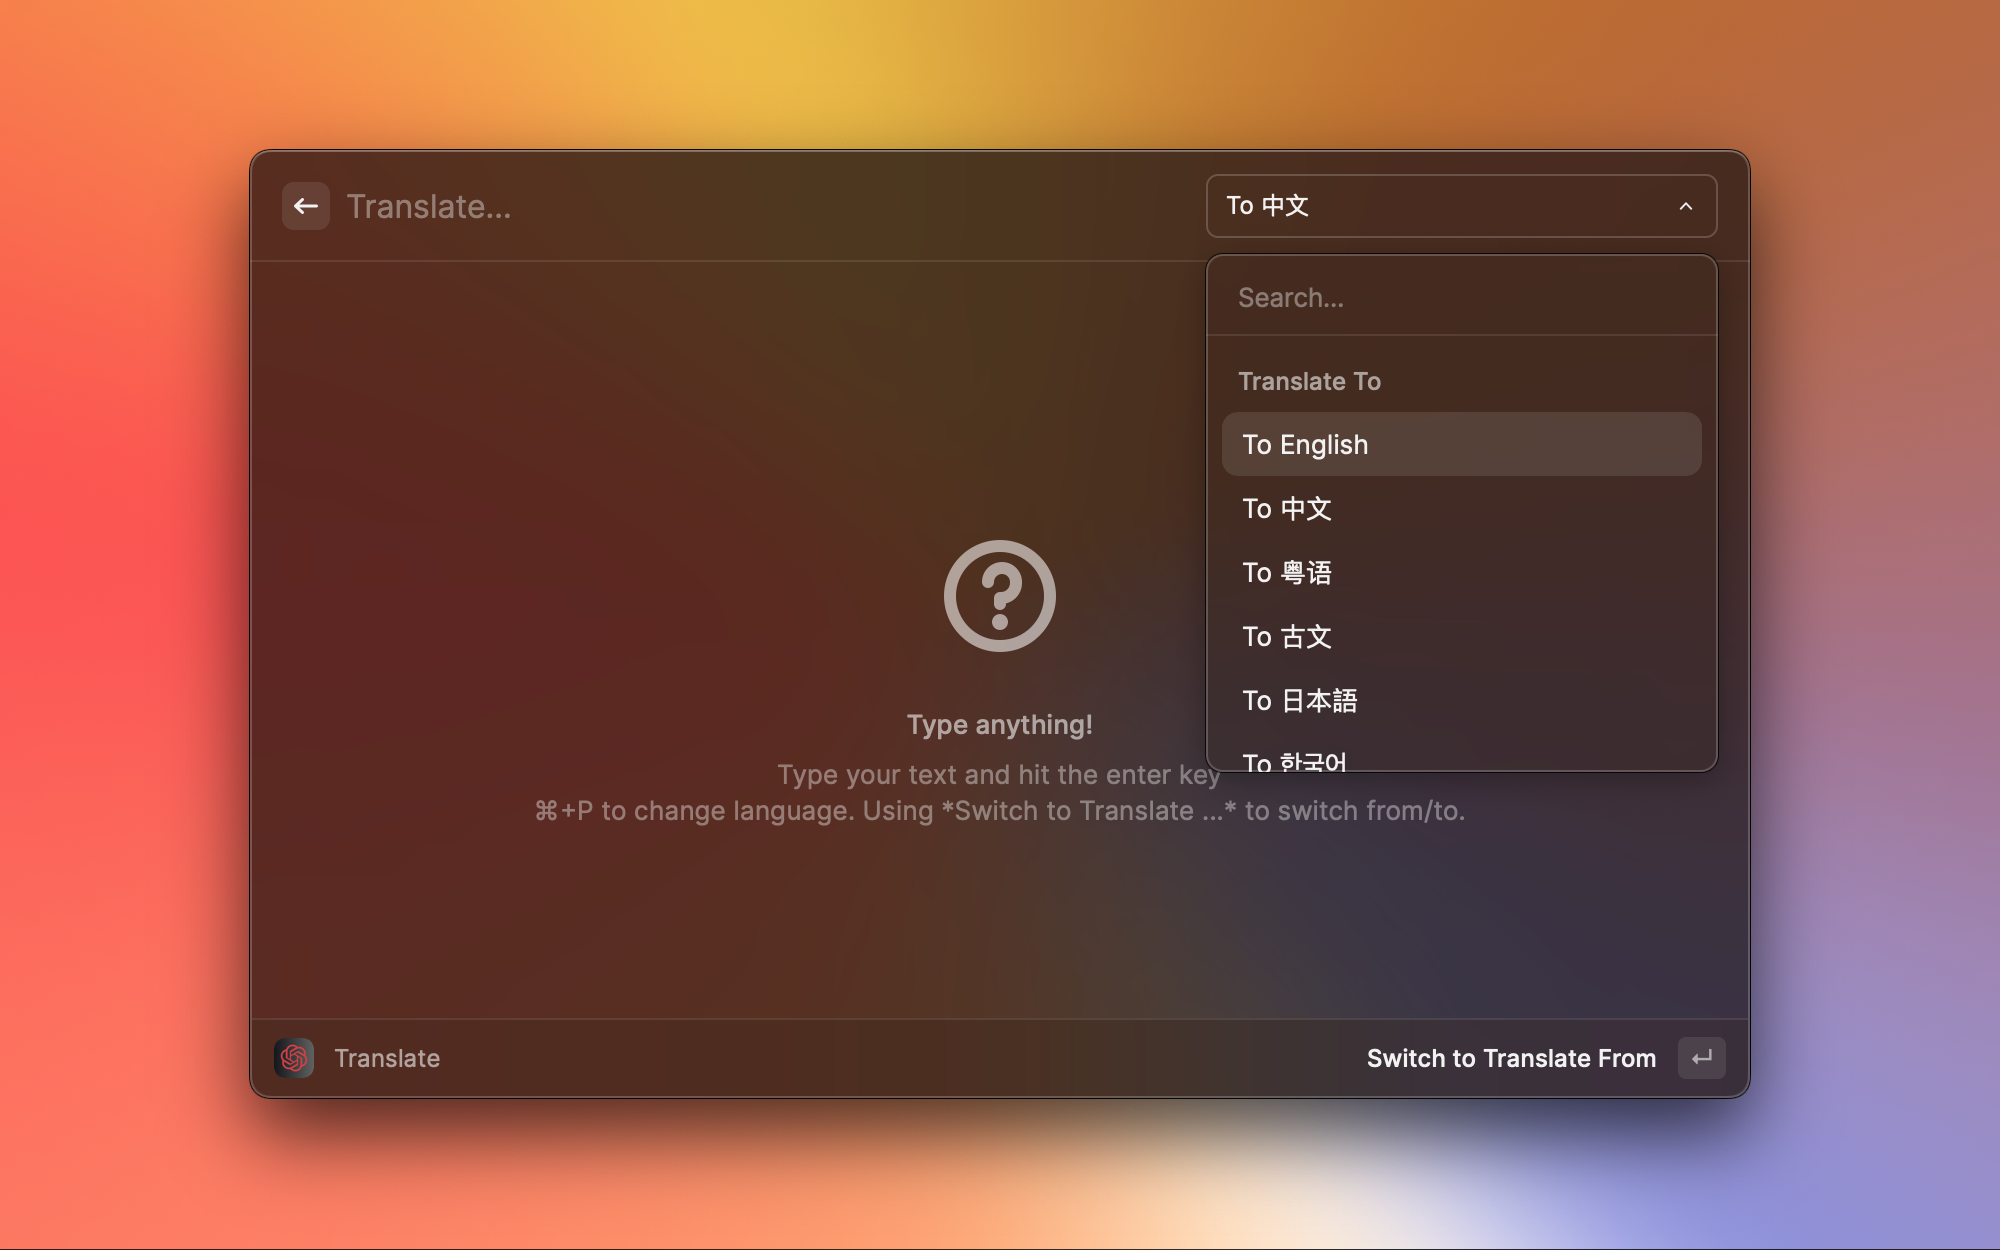 Translate...
To 中文
Search...
Translate To
To English
To 中文
To 粤语
To 古文
To 日本語
To 한국어
Type anything!
Type your text and hit the enter key
⌘+P to change language. Using *Switch to Translate ...* to switch from/to.
Translate
Switch to Translate From